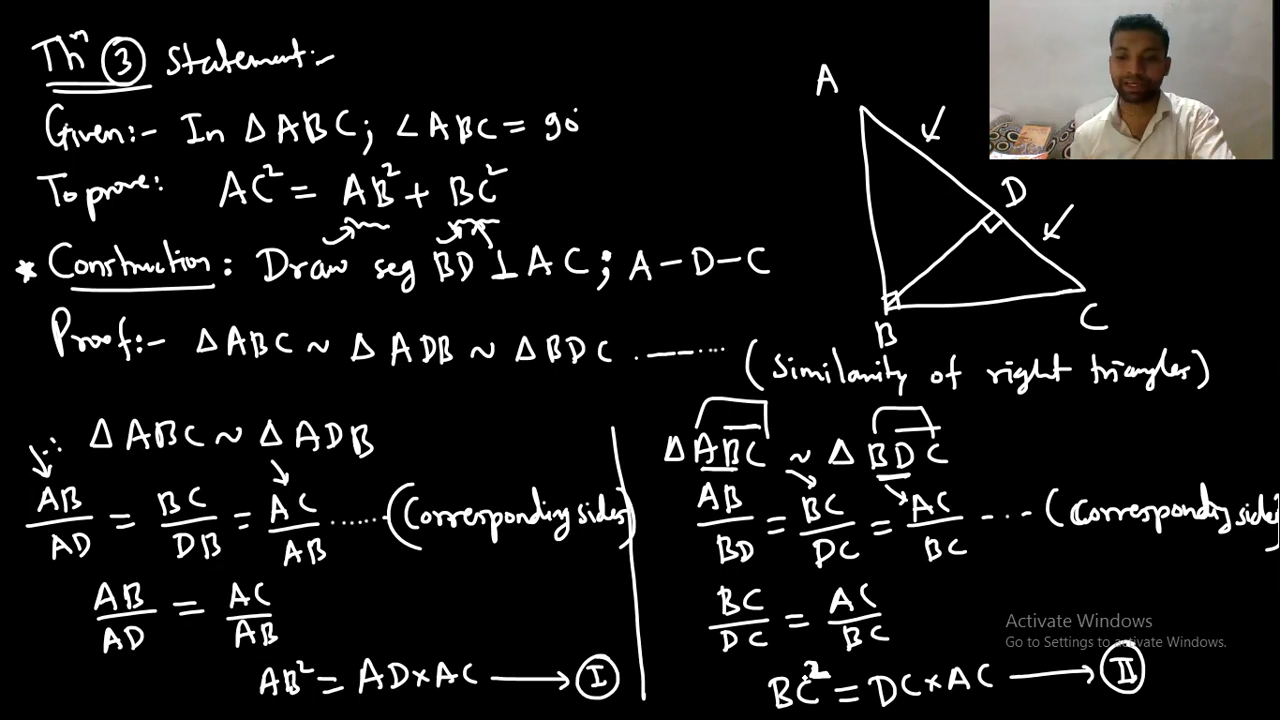 Thᵐ ③ Statement:-
Given:- In ΔABC; ∠ABC = 90°
To prove: AC² = AB² + BC²
* Construction: Draw seg BD ⊥ AC; A-D-C
Proof:- ΔABC ~ ΔADB ~ ΔBDC .------....
(Similarity of right triangles)
A
D
B
C
∴ ΔABC ~ ΔADB
AB/AD = BC/DB = AC/AB ...... (Corresponding sides)
AB/AD = AC/AB
AB² = AD×AC ⟶ Ⓘ
ΔABC ~ ΔBDC
AB/BD = BC/DC = AC/BC --·· (Corresponding sides)
BC/DC = AC/BC
BC² = DC×AC ⟶ Ⅱ
Activate Windows
Go to Settings to activate Windows.